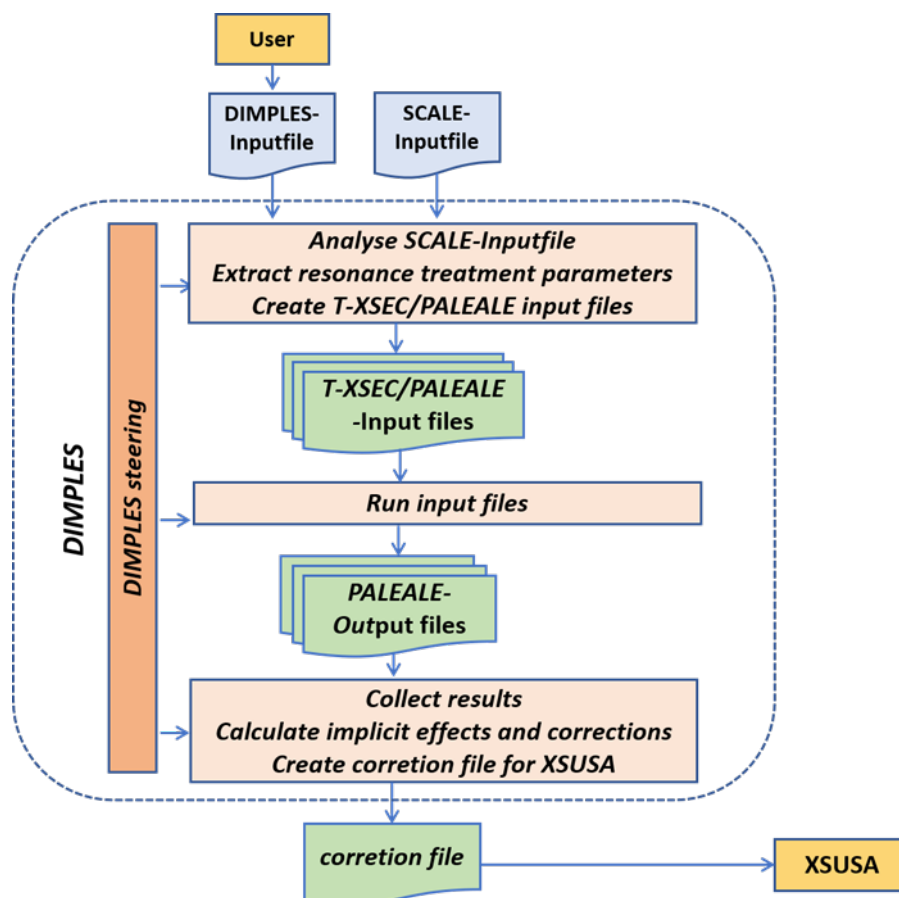 User
DIMPLES-
Inputfile
SCALE-
Inputfile
Analyse SCALE-Inputfile
Extract resonance treatment parameters
Create T-XSEC/PALEALE input files
T-XSEC/PALEALE
-Input files
DIMPLES
DIMPLES steering
Run input files
PALEALE-
Output files
Collect results
Calculate implicit effects and corrections
Create corretion file for XSUSA
corretion file
XSUSA